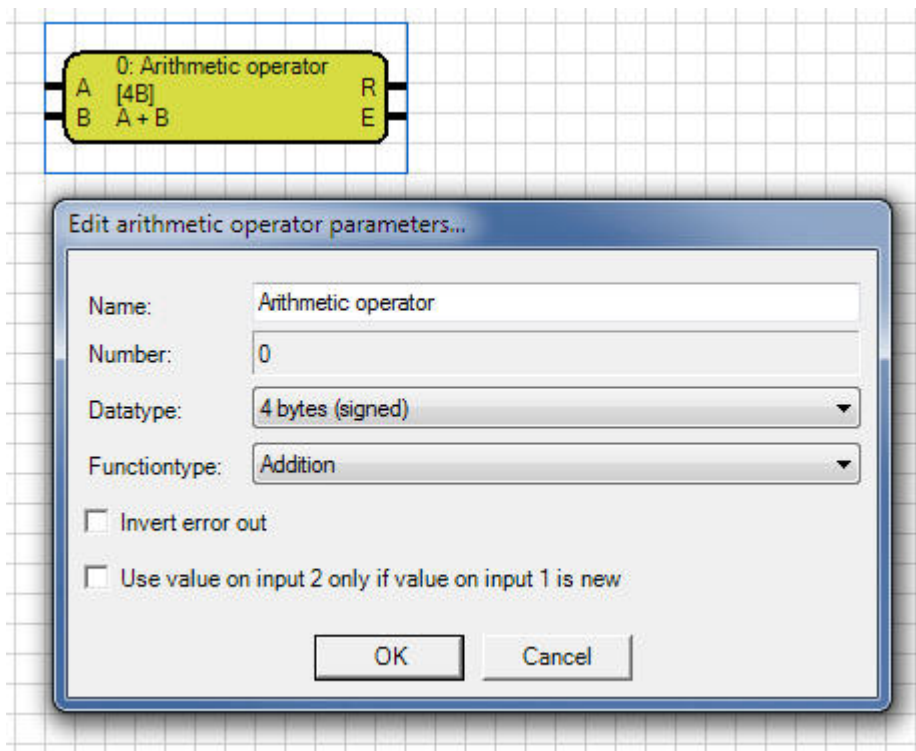 0: Arithmetic operator
A [4B] R
B A + B E
Edit arithmetic operator parameters...
Name: Arithmetic operator
Number: 0
Datatype: 4 bytes (signed)
Functiontype: Addition
Invert error out
Use value on input 2 only if value on input 1 is new
OK Cancel